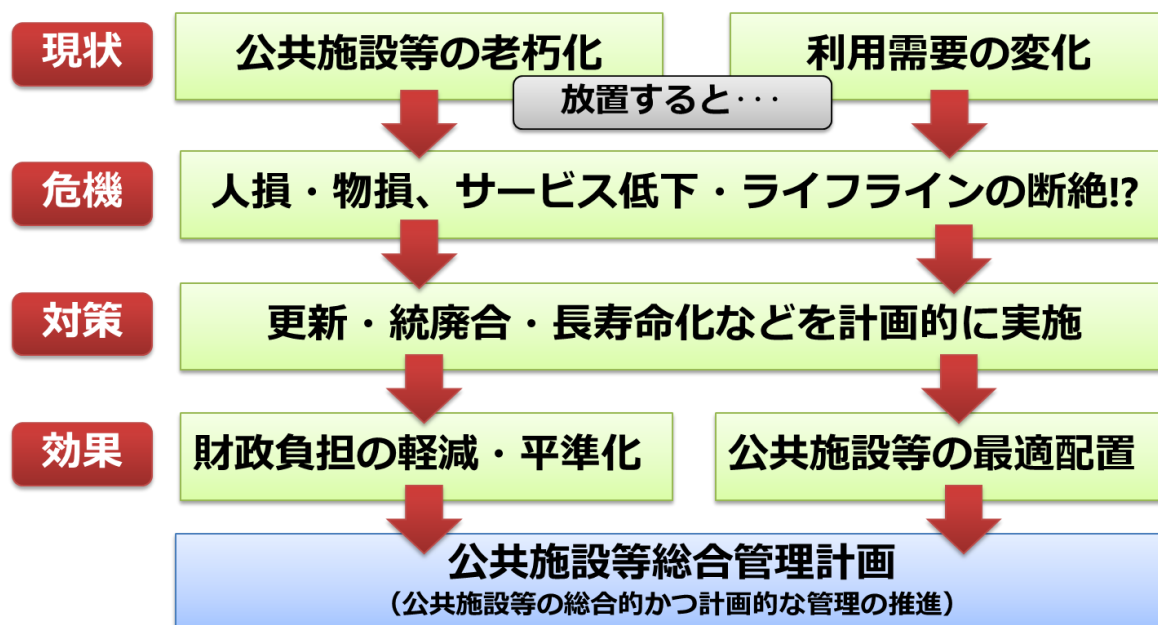 現状
公共施設等の老朽化
利用需要の変化
放置すると･･･
危機
人損・物損、サービス低下・ライフラインの断絶!?
対策
更新・統廃合・長寿命化などを計画的に実施
効果
財政負担の軽減・平準化
公共施設等の最適配置
公共施設等総合管理計画
（公共施設等の総合的かつ計画的な管理の推進）